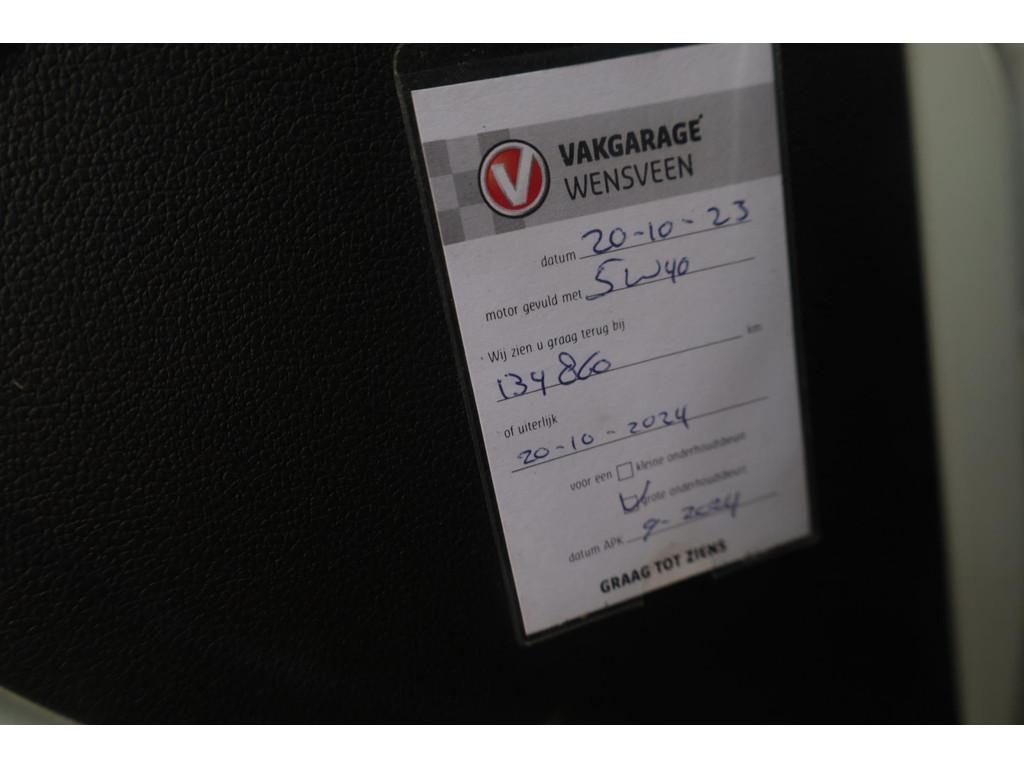 V
VAKGARAGE
WENSVEEN
datum 20-10-23
motor gevuld met 5W40
Wij zien u graag terug bij
134860 km
of uiterlijk
20-10-2024
voor een kleine onderhoudsbeurt
grote onderhoudsbeurt
datum APK 9-2024
GRAAG TOT ZIENS